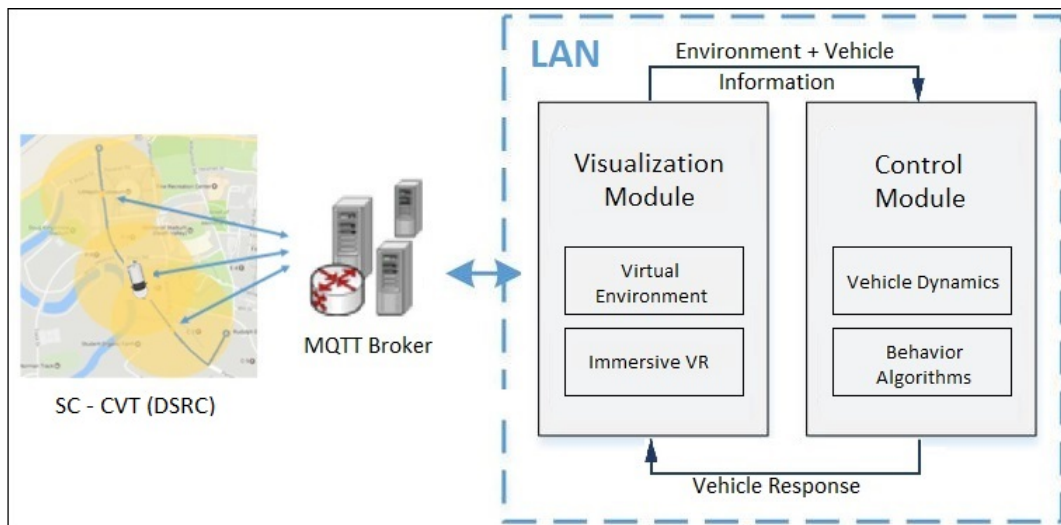 LAN
Environment + Vehicle
Information
Visualization
Module
Virtual
Environment
Immersive VR
Control
Module
Vehicle Dynamics
Behavior
Algorithms
Vehicle Response
MQTT Broker
SC - CVT (DSRC)